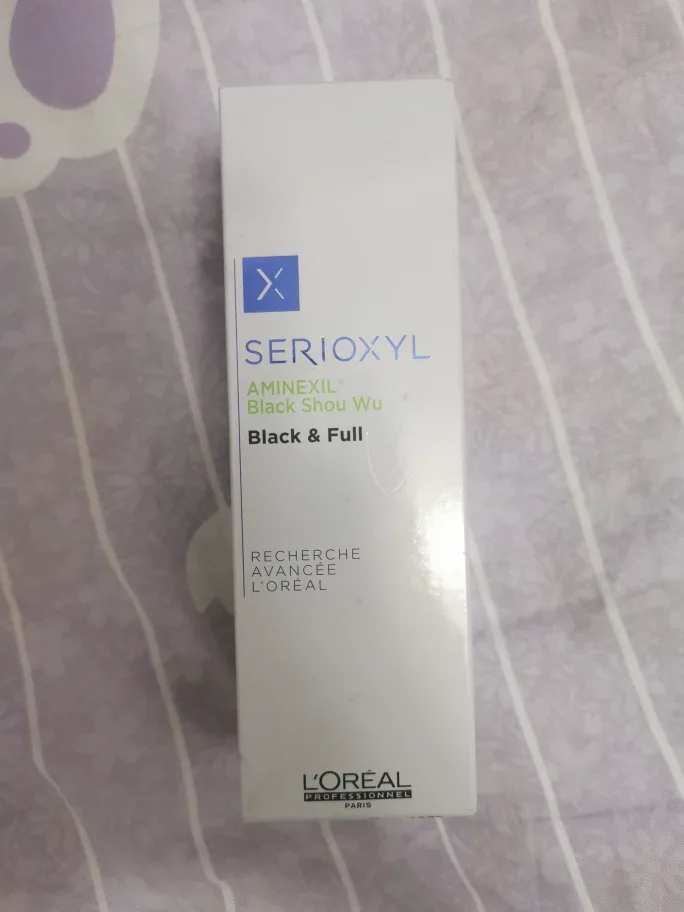 X
SERIOXYL
AMINEXIL®
Black Shou Wu
Black & Full
RECHERCHE
AVANCÉE
L'ORÉAL
L'ORÉAL
PROFESSIONNEL
PARIS